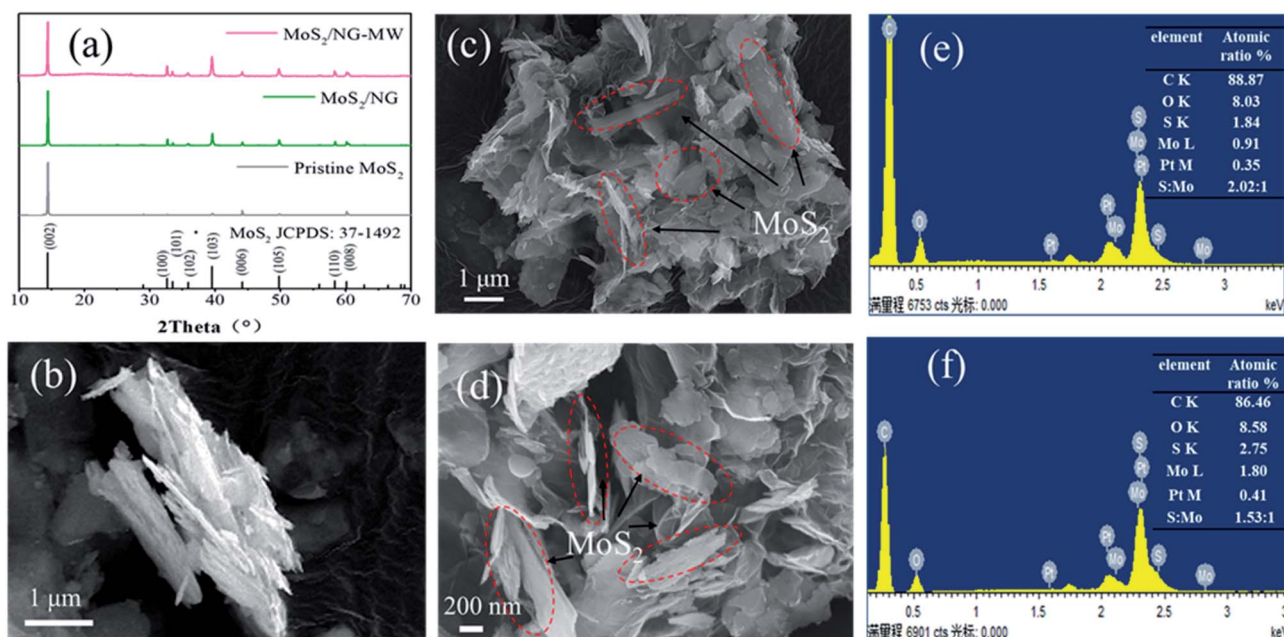 (a)
MoS2/NG-MW
MoS2/NG
Pristine MoS2
MoS2 JCPDS: 37-1492
(002)
(100)
(101)
(102)
*
(103)
(006)
(105)
(110)
(008)
10 20 30 40 50 60 70
2Theta (°)
(b)
1 μm
(c)
MoS2
1 μm
(d)
MoS2
200 nm
(e)
element Atomic ratio %
C K 88.87
O K 8.03
S K 1.84
Mo L 0.91
Pt M 0.35
S:Mo 2.02:1
C
O
Pt
Pt
Mo
S
Mo
Pt
S
Mo
0.5 1 1.5 2 2.5 3
满量程 6753 cts 光标: 0.000 keV
(f)
element Atomic ratio %
C K 86.46
O K 8.58
S K 2.75
Mo L 1.80
Pt M 0.41
S:Mo 1.53:1
C
O
Pt
Pt
Mo
S
Pt
Mo
S
Mo
0.5 1 1.5 2 2.5 3
满量程 6901 cts 光标: 0.000 keV